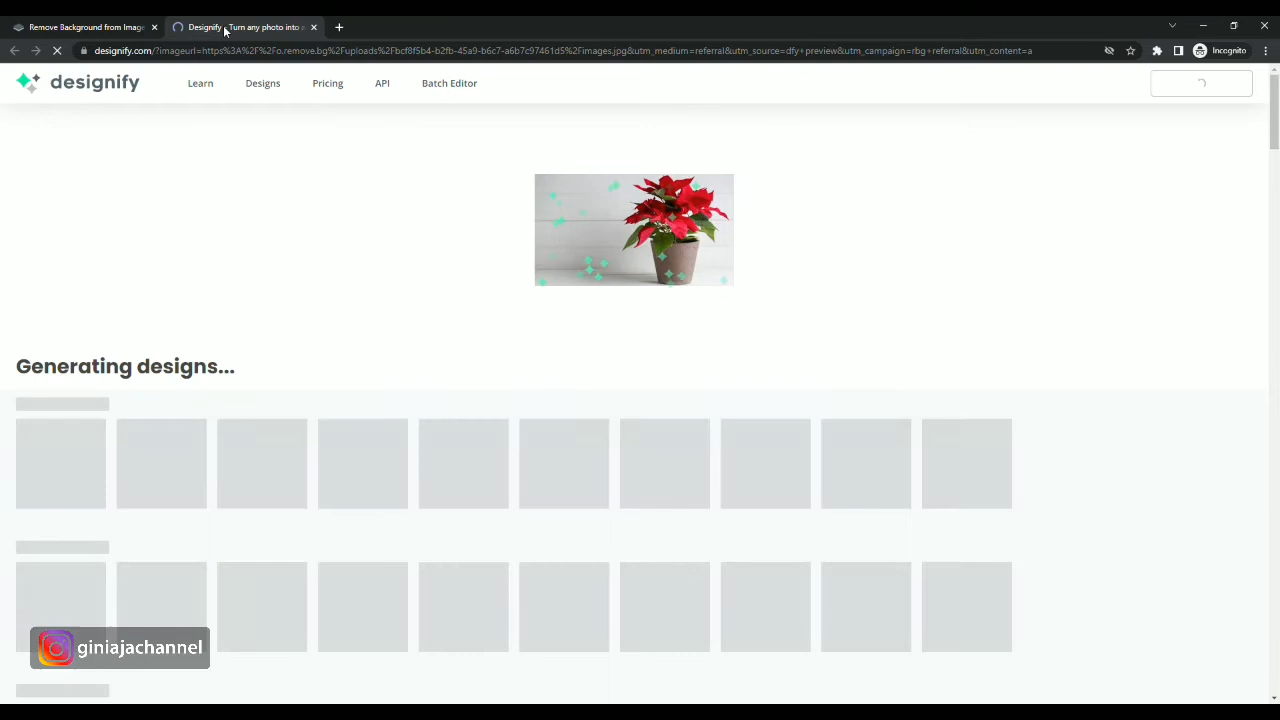 Remove Background from Image
Designify - Turn any photo into a
designify.com/?imageurl=https%3A%2F%2Fo.remove.bg%2Fuploads%2Fbcf8f5b4-b2fb-45a9-b6c7-a6b7c97461d5%2Fimages.jpg&utm_medium=referral&utm_source=dfy+preview&utm_campaign=rbg+referral&utm_content=a
Incognito
designify
Learn
Designs
Pricing
API
Batch Editor
Generating designs...
giniajachannel